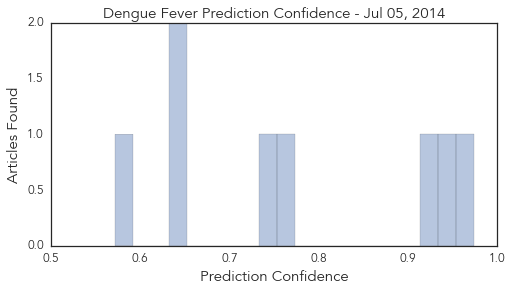 Dengue Fever Prediction Confidence - Jul 05, 2014
2.0
1.5
1.0
0.5
0.0
Articles Found
0.5 0.6 0.7 0.8 0.9 1.0
Prediction Confidence